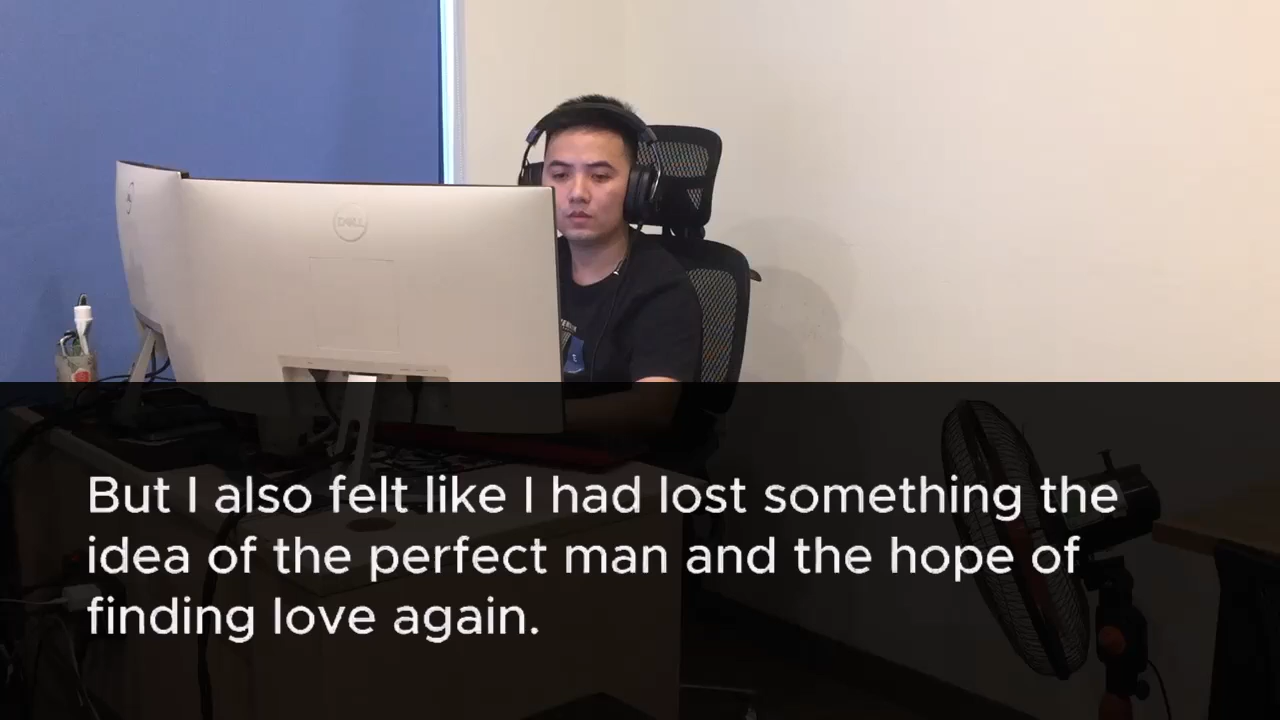 DELL
But I also felt like I had lost something the
idea of the perfect man and the hope of
finding love again.